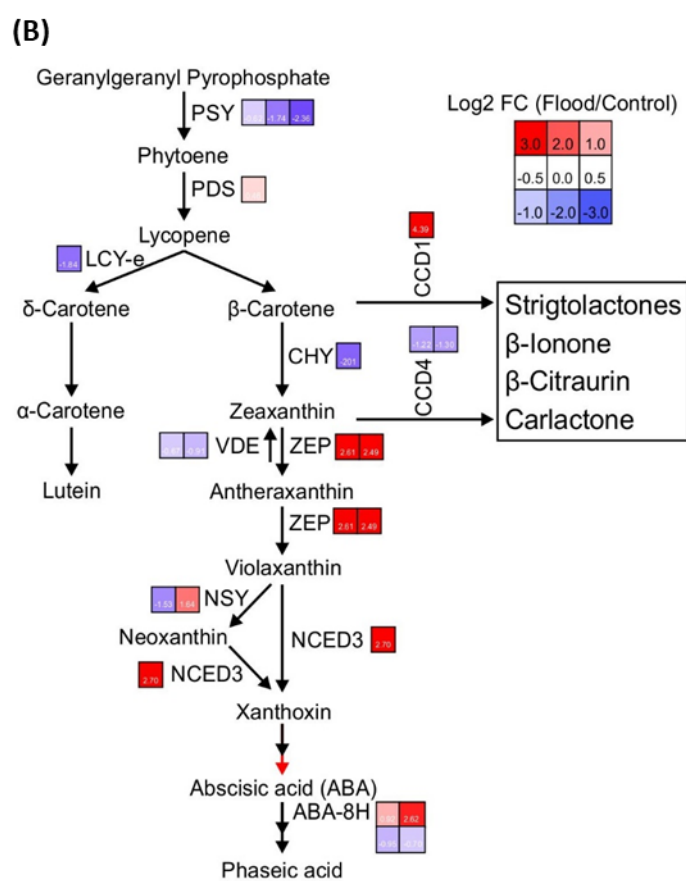 (B)
Geranylgeranyl Pyrophosphate
PSY -1.74 -2.36
Log2 FC (Flood/Control)
3.0 2.0 1.0
-0.5 0.0 0.5
-1.0 -2.0 -3.0
Phytoene
PDS
Lycopene
-1.84 LCY-e
4.39
CCD1
δ-Carotene
β-Carotene
Strigtolactones
β-Ionone
β-Citraurin
Carlactone
CHY -201
-1.22 -1.30
CCD4
α-Carotene
Zeaxanthin
VDE
ZEP 2.61 2.49
Lutein
Antheraxanthin
ZEP 2.61 2.49
Violaxanthin
-1.53 1.64 NSY
Neoxanthin
NCED3 2.70
2.70 NCED3
Xanthoxin
Abscisic acid (ABA)
ABA-8H 2.62
Phaseic acid